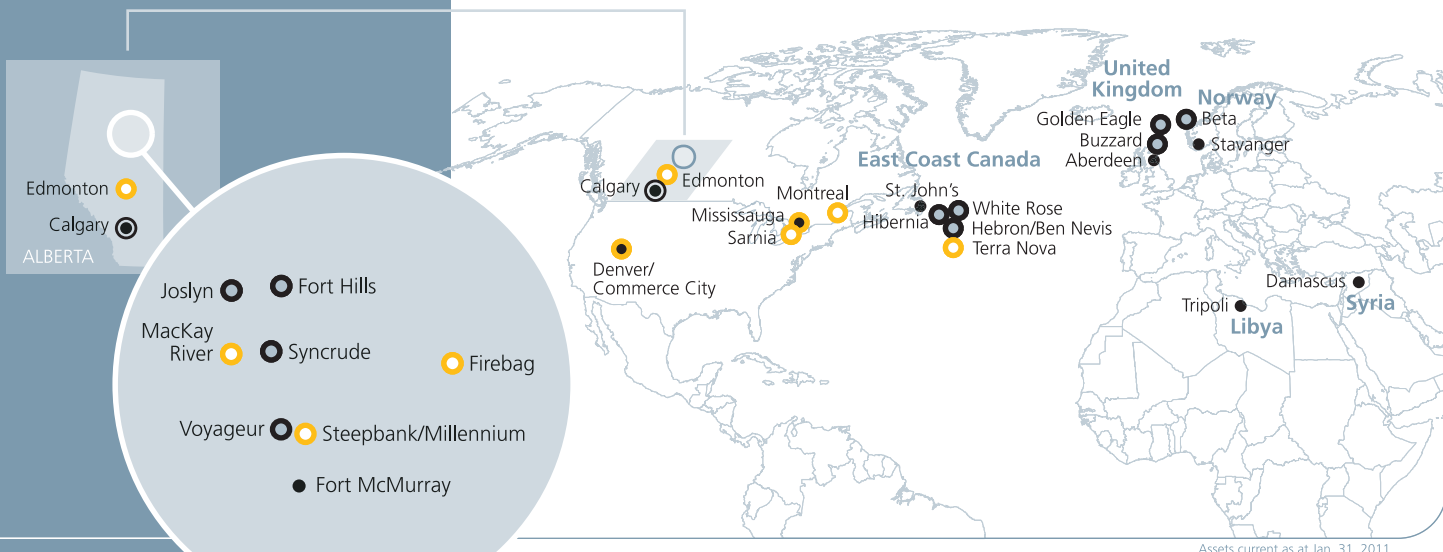 Edmonton
Calgary
ALBERTA
Joslyn
Fort Hills
MacKay
River
Syncrude
Firebag
Voyageur
Steepbank/Millennium
Fort McMurray
Calgary
Edmonton
Montreal
Mississauga
Sarnia
Denver/
Commerce City
East Coast Canada
St. John's
Hibernia
White Rose
Hebron/Ben Nevis
Terra Nova
United
Kingdom
Norway
Golden Eagle
Beta
Buzzard
Stavanger
Aberdeen
Damascus
Syria
Tripoli
Libya
Assets current as at Jan. 31, 2011